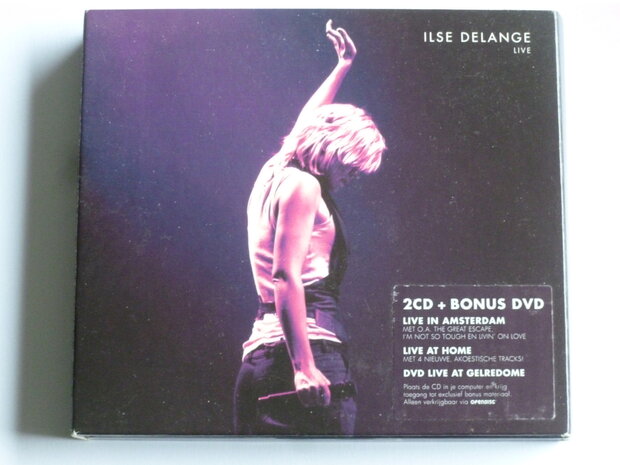 ILSE DELANGE
LIVE
2CD + BONUS DVD
LIVE IN AMSTERDAM
MET O.A. THE GREAT ESCAPE,
I'M NOT SO TOUGH EN LIVIN' ON LOVE
LIVE AT HOME
MET 4 NIEUWE, AKOESTISCHE TRACKS!
DVD LIVE AT GELREDOME
Plaats de CD in je computer en krijg
toegang tot exclusief bonus materiaal.
Alleen verkrijgbaar via OPENDISC